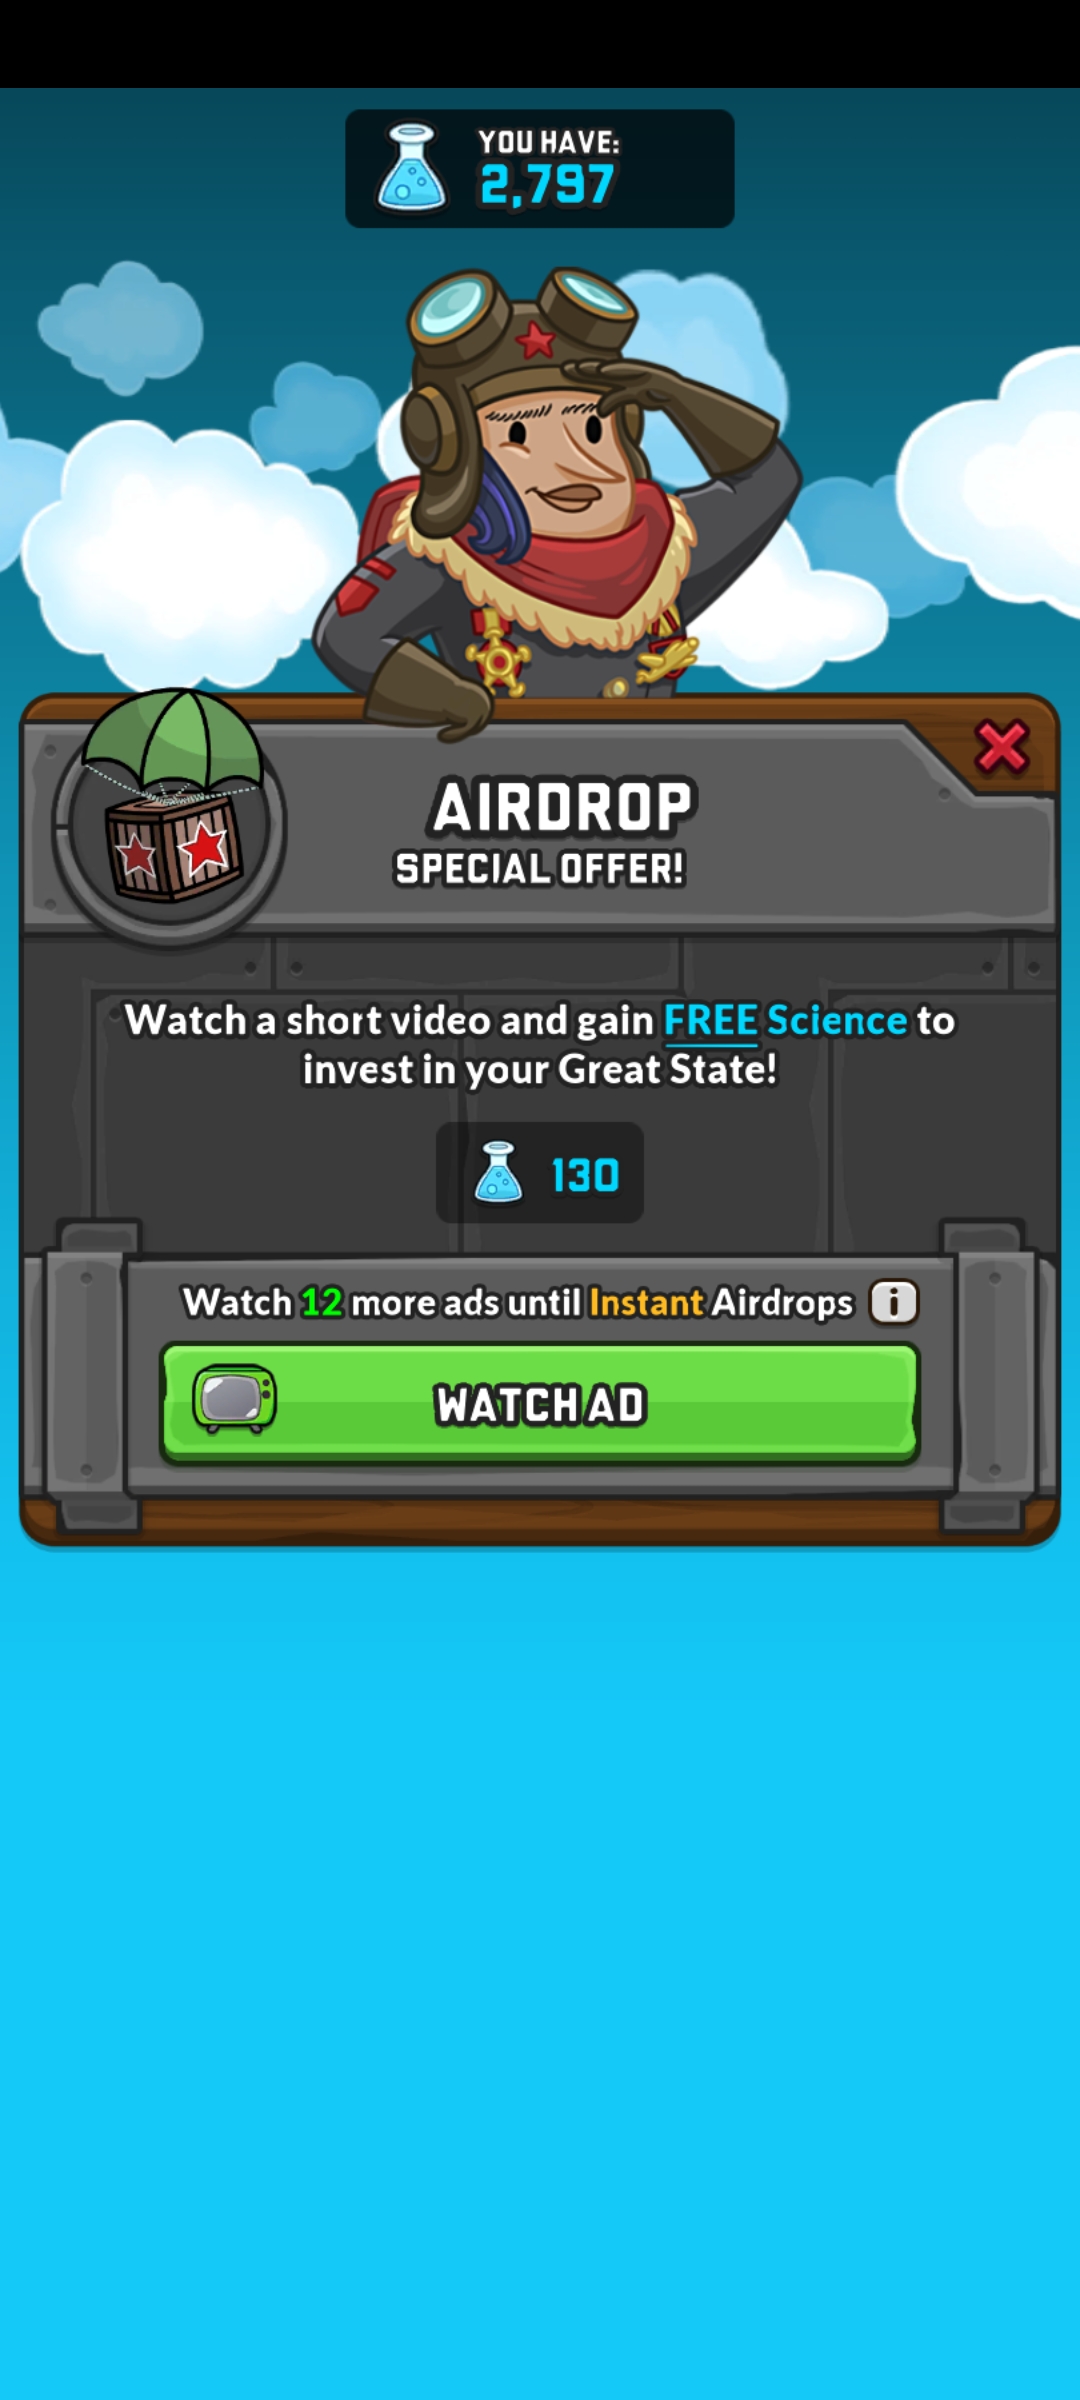 YOU HAVE:
2,797
AIRDROP
SPECIAL OFFER!
Watch a short video and gain FREE Science to
invest in your Great State!
130
Watch 12 more ads until Instant Airdrops i
WATCH AD